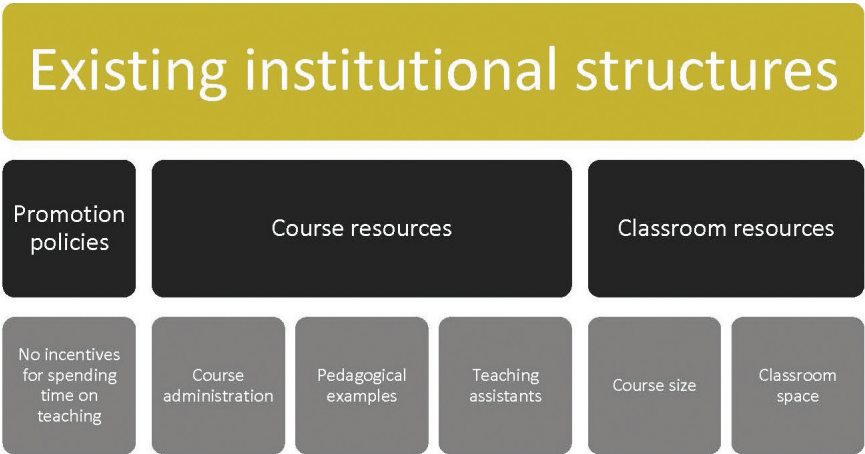 Existing institutional structures
Promotion
policies
Course resources
Classroom resources
No incentives
for spending
time on
teaching
Course
administration
Pedagogical
examples
Teaching
assistants
Course size
Classroom
space